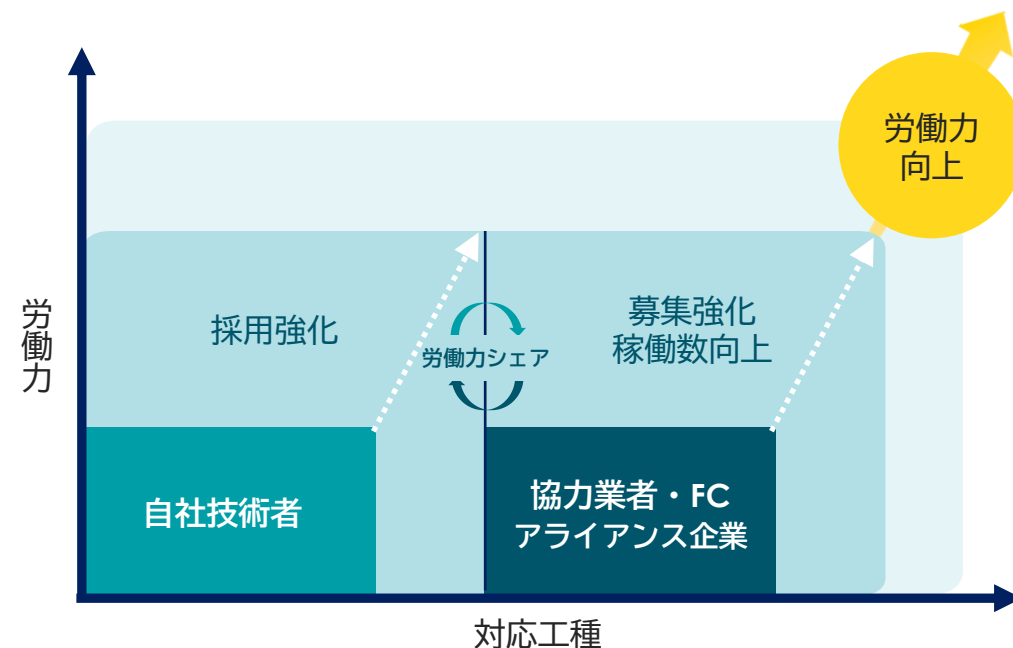 労働力
向上
労働力
採用強化
労働力シェア
募集強化
稼働数向上
自社技術者
協力業者・FC
アライアンス企業
対応工種